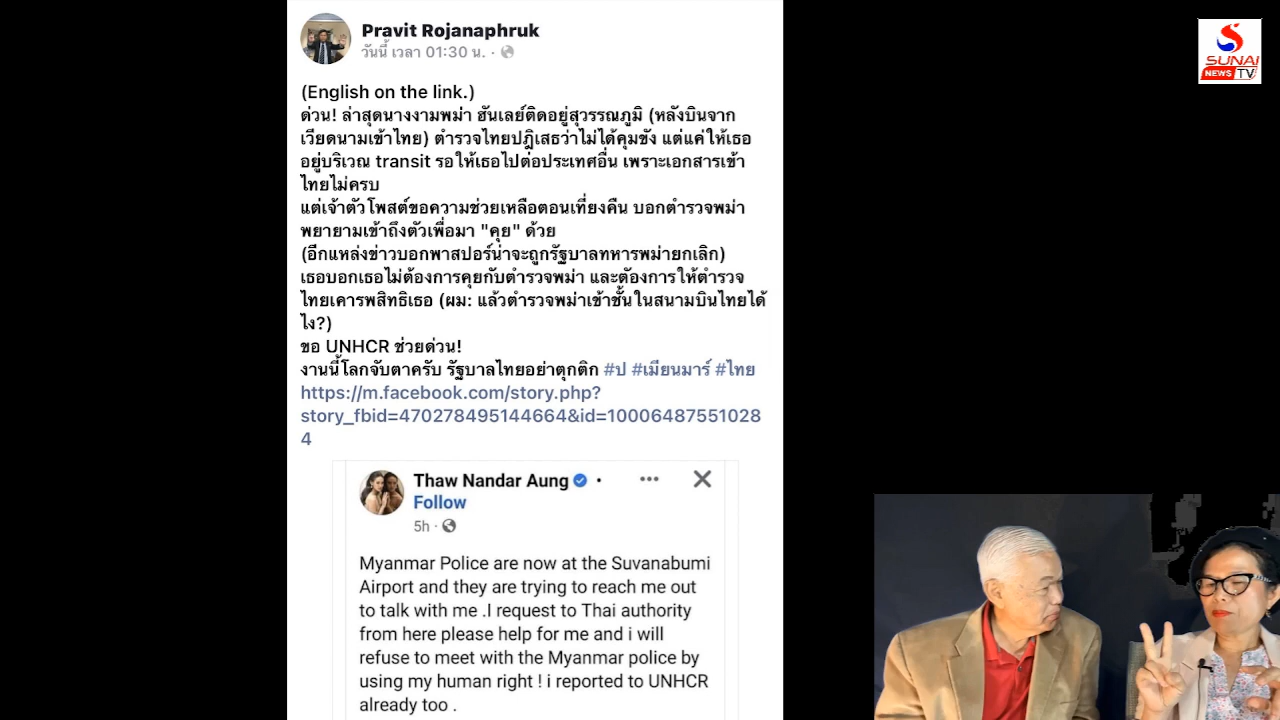 Pravit Rojanaphruk
วันนี้ เวลา 01:30 น. ·
SUNAI
NEWS TV
(English on the link.)
ด่วน! ล่าสุดนางงามพม่า ฮันเลย์ติดอยู่สุวรรณภูมิ (หลังบินจาก
เวียดนามเข้าไทย) ตำรวจไทยปฏิเสธว่าไม่ได้คุมขัง แต่แค่ให้เธอ
อยู่บริเวณ transit รอให้เธอไปต่อประเทศอื่น เพราะเอกสารเข้า
ไทยไม่ครบ
แต่เจ้าตัวโพสต์ขอความช่วยเหลือตอนเที่ยงคืน บอกตำรวจพม่า
พยายามเข้าถึงตัวเพื่อมา "คุย" ด้วย
(อีกแหล่งข่าวบอกพาสปอร์น่าจะถูกรัฐบาลทหารพม่ายกเลิก)
เธอบอกเธอไม่ต้องการคุยกับตำรวจพม่า และต้องการให้ตำรวจ
ไทยเคารพสิทธิเธอ (ผม: แล้วตำรวจพม่าเข้าชั้นในสนามบินไทยได้
ไง?)
ขอ UNHCR ช่วยด่วน!
งานนี้โลกจับตาครับ รัฐบาลไทยอย่าตุกติก #ป #เมียนมาร์ #ไทย
https://m.facebook.com/story.php?
story_fbid=470278495144664&id=10006487551028
4
Thaw Nandar Aung ·
Follow
5h ·
Myanmar Police are now at the Suvanabumi
Airport and they are trying to reach me out
to talk with me .I request to Thai authority
from here please help for me and i will
refuse to meet with the Myanmar police by
using my human right ! i reported to UNHCR
already too .